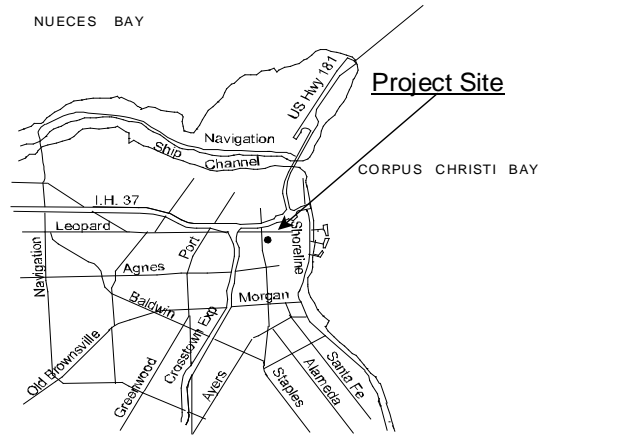 NUECES BAY
US Hwy 181
Project Site
Navigation
Ship
Channel
CORPUS CHRISTI BAY
I.H. 37
Leopard
Port
Shoreline
Navigation
Agnes
Baldwin
Morgan
Crosstown Exp
Old Brownsville
Greenwood
Ayers
Staples
Alameda
Santa Fe